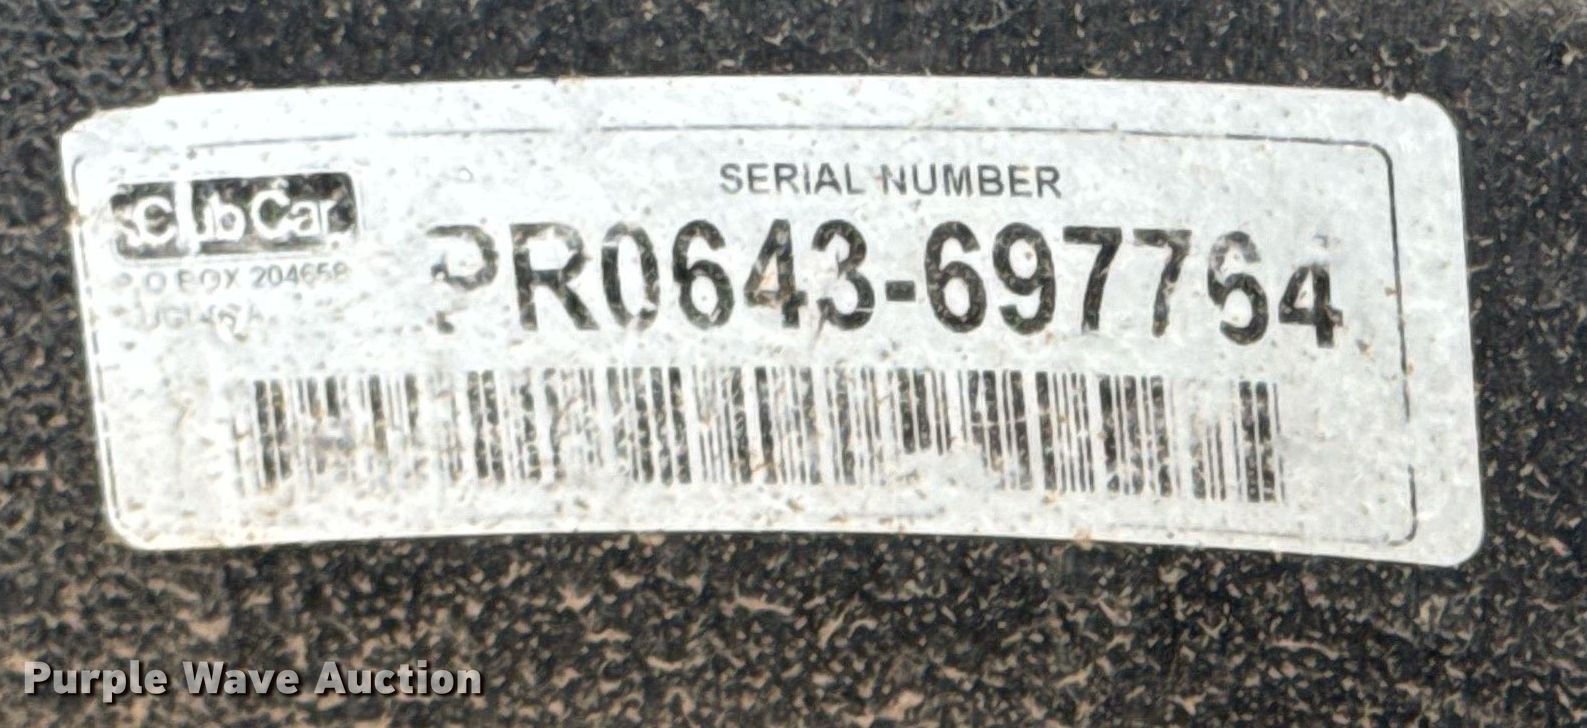 Club Car
SERIAL NUMBER
PR0643-697764
P O BOX 204658
Purple Wave Auction